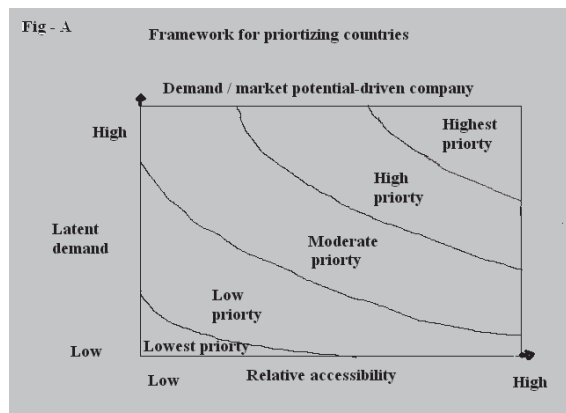 Fig - A
Framework for priortizing countries
Demand / market potential-driven company
High
Highest
priorty
High
priorty
Latent
demand
Moderate
priorty
Low
priorty
Low
Lowest priorty
Low
Relative accessibility
High